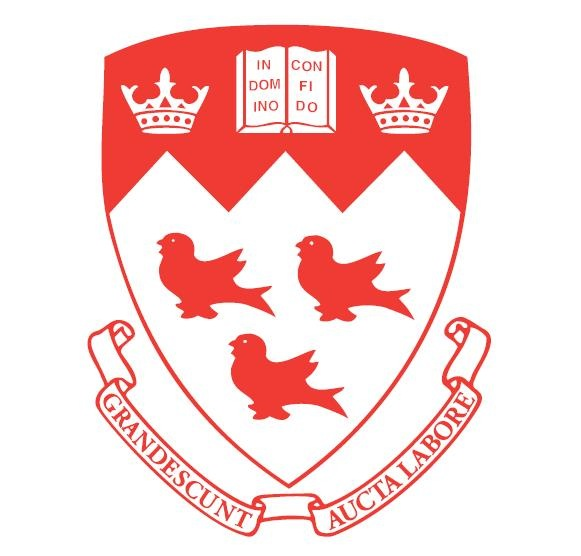 IN
DOM
INO
CON
FI
DO
GRANDESCUNT
AUCTA LABORE